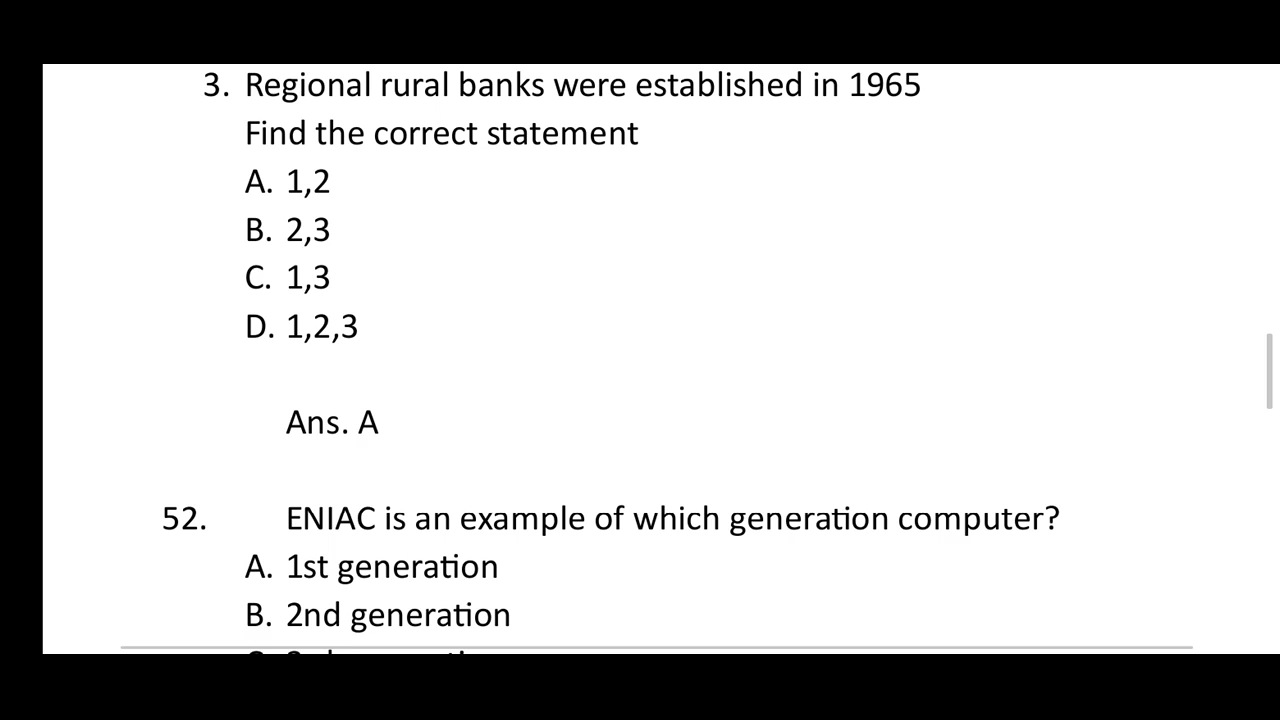 3. Regional rural banks were established in 1965
Find the correct statement
A. 1,2
B. 2,3
C. 1,3
D. 1,2,3
Ans. A
52. ENIAC is an example of which generation computer?
A. 1st generation
B. 2nd generation